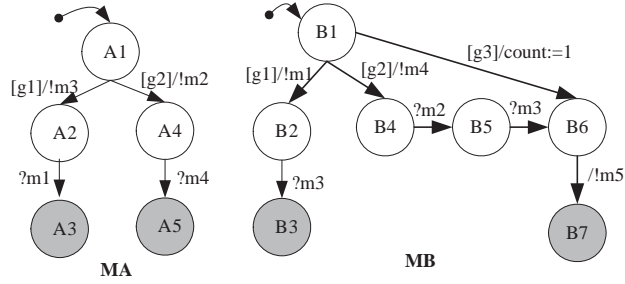 A1
B1
[g3]/count:=1
[g1]/!m3
[g2]/!m2
[g1]/!m1
[g2]/!m4
A2
A4
B2
B4
?m2
B5
?m3
B6
?m1
?m4
?m3
/!m5
A3
A5
B3
B7
MA
MB